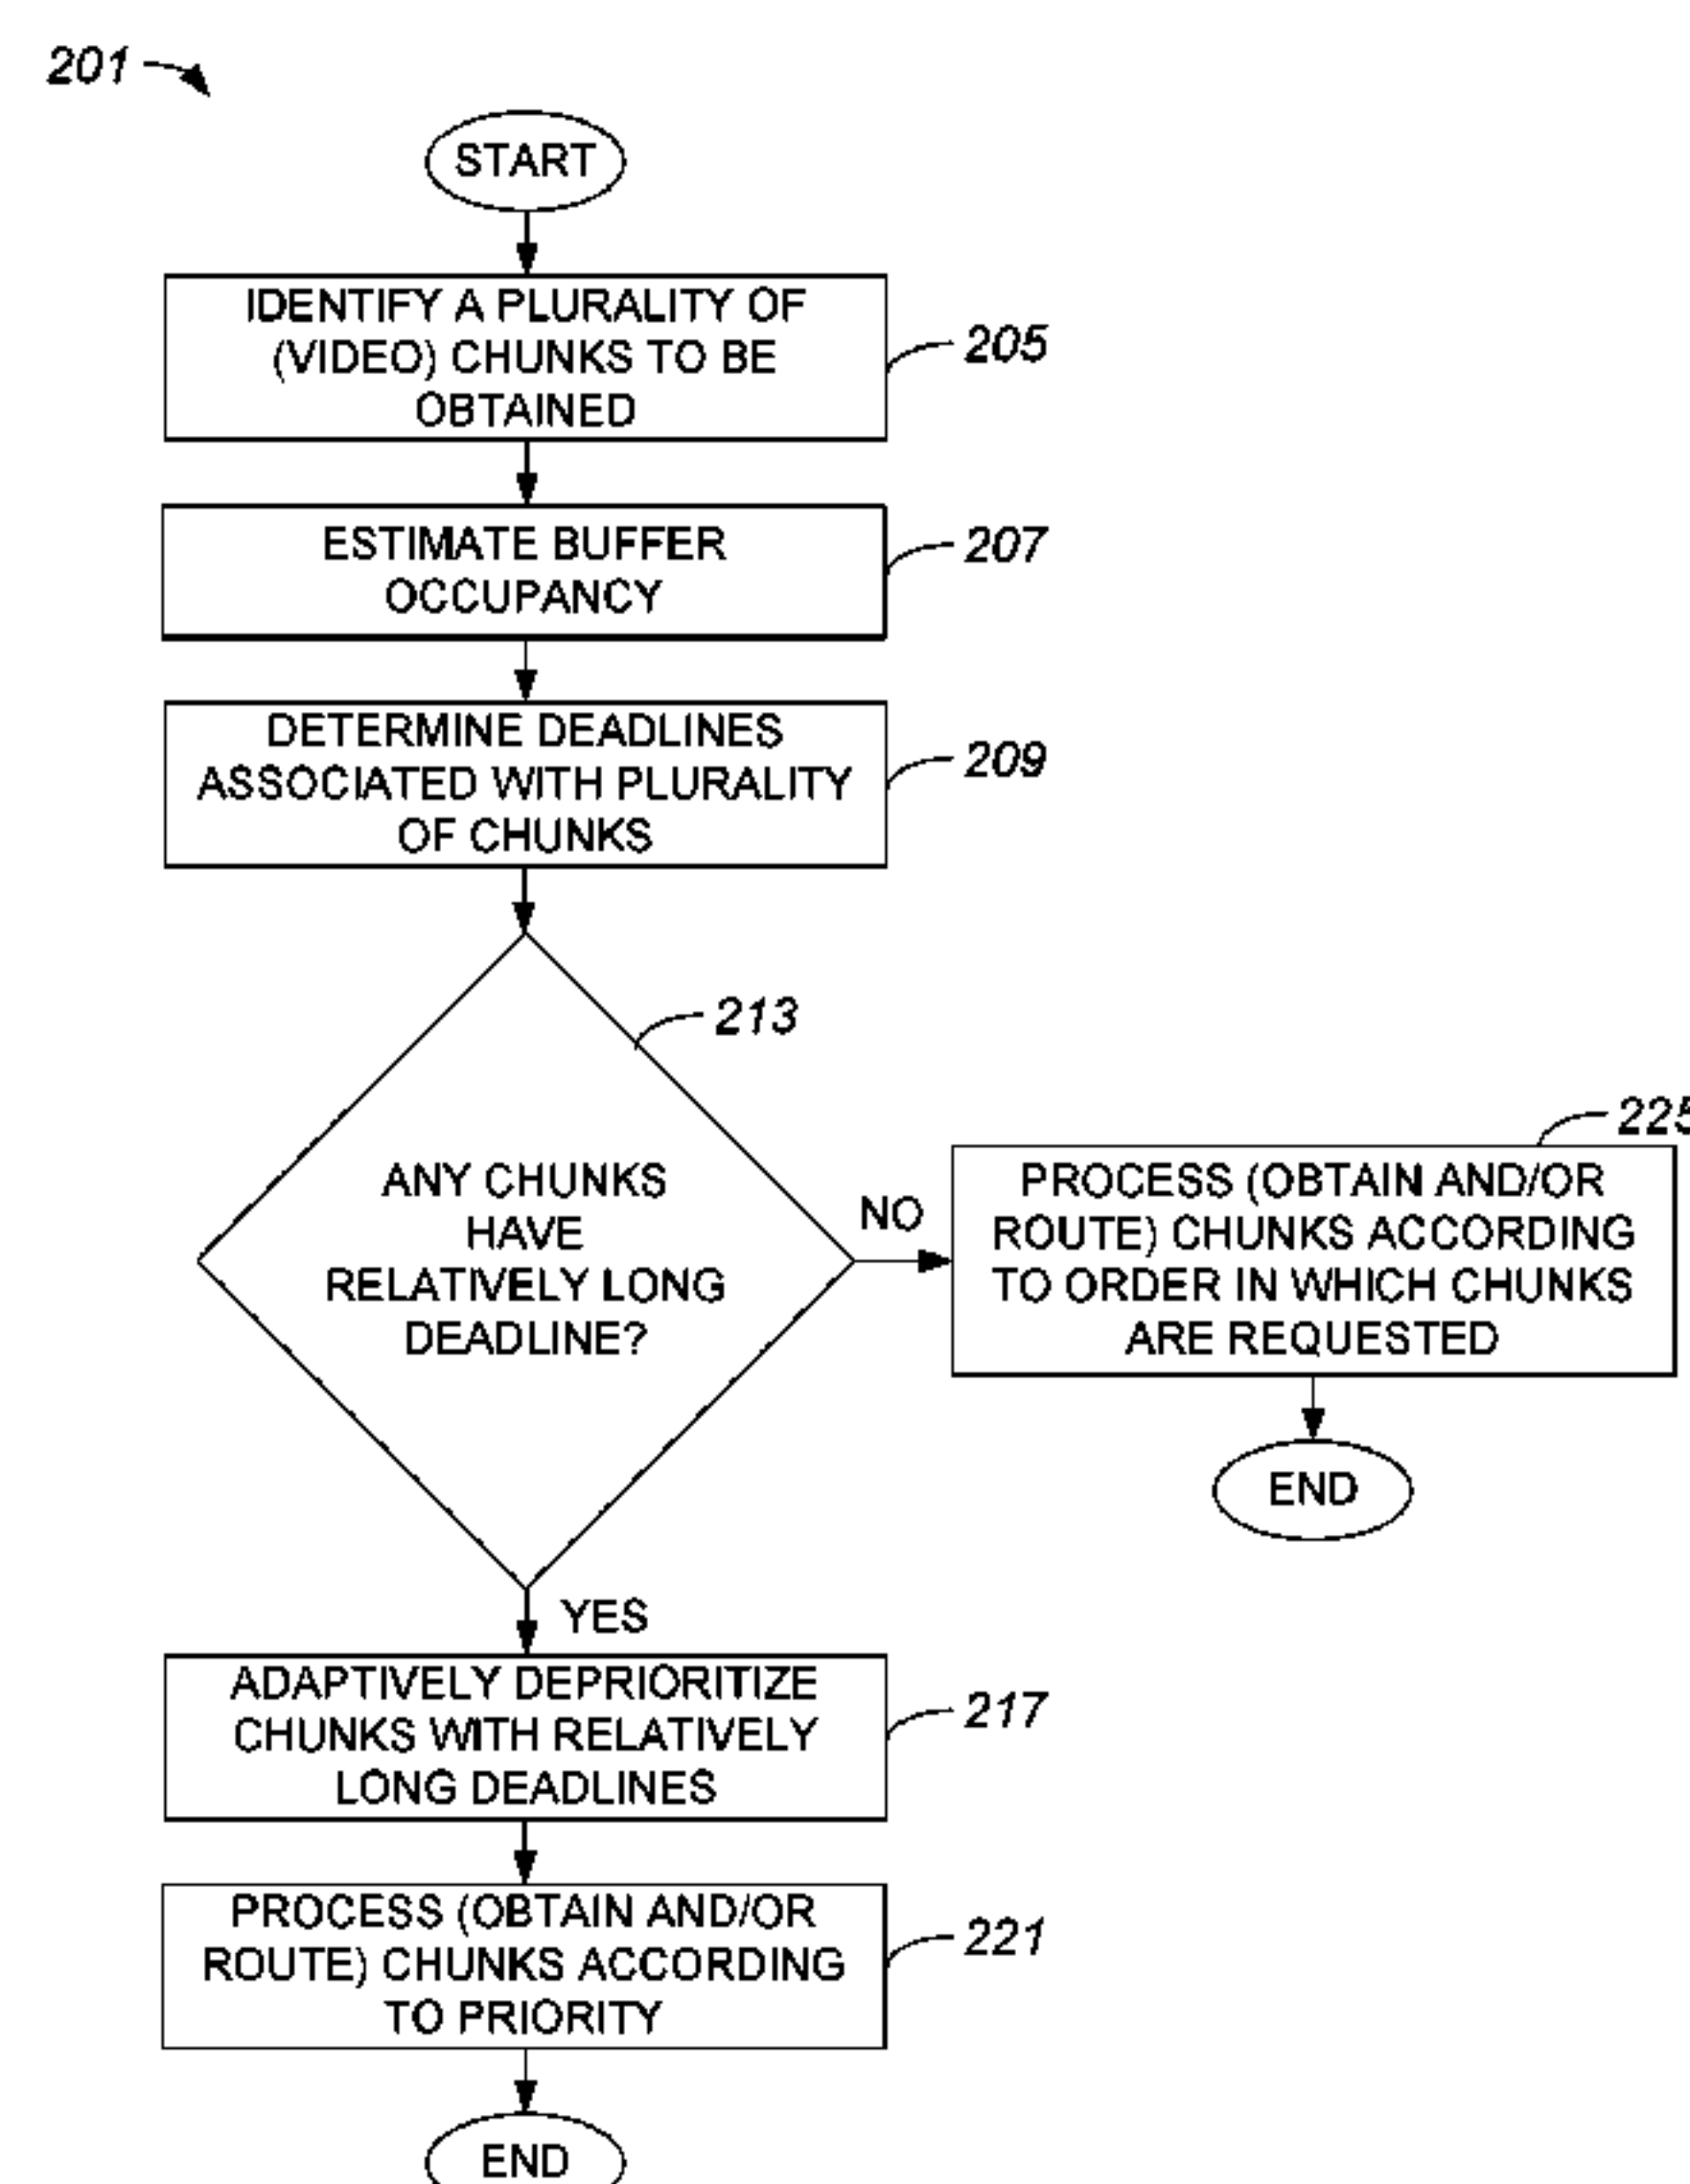 201
START
IDENTIFY A PLURALITY OF
(VIDEO) CHUNKS TO BE
OBTAINED
205
ESTIMATE BUFFER
OCCUPANCY
207
DETERMINE DEADLINES
ASSOCIATED WITH PLURALITY
OF CHUNKS
209
213
ANY CHUNKS
HAVE
RELATIVELY LONG
DEADLINE?
NO
225
PROCESS (OBTAIN AND/OR
ROUTE) CHUNKS ACCORDING
TO ORDER IN WHICH CHUNKS
ARE REQUESTED
END
YES
ADAPTIVELY DEPRIORITIZE
CHUNKS WITH RELATIVELY
LONG DEADLINES
217
PROCESS (OBTAIN AND/OR
ROUTE) CHUNKS ACCORDING
TO PRIORITY
221
END